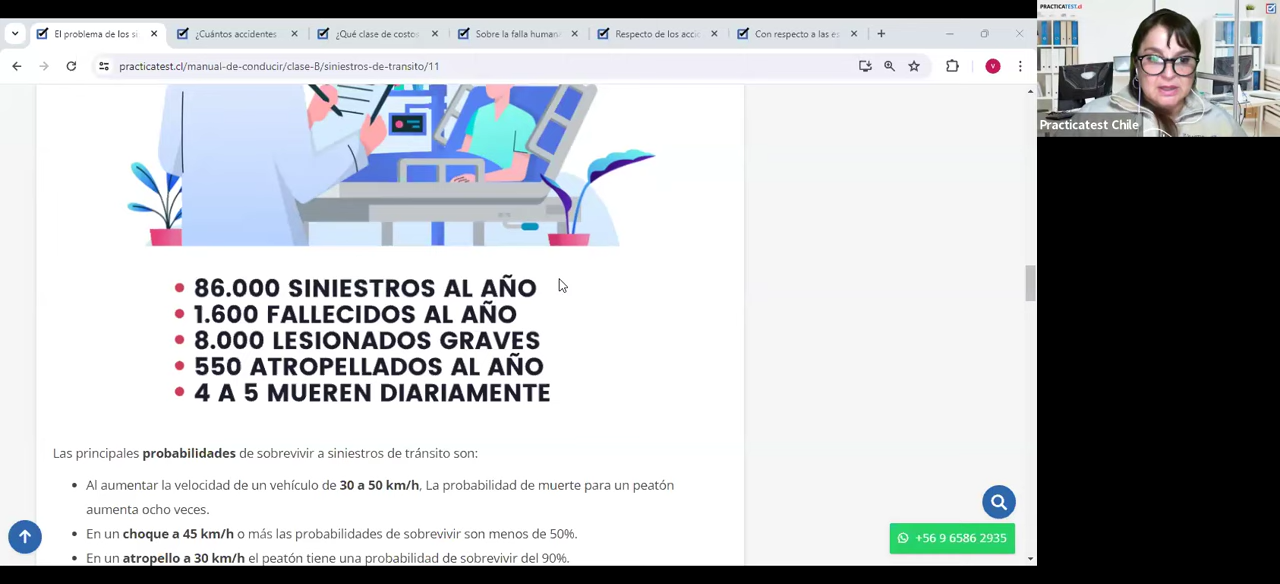 El problema de los si
¿Cuántos accidentes
¿Qué clase de costos
Sobre la falla human
Respecto de los acci
Con respecto a las e
practicatest.cl/manual-de-conducir/clase-B/siniestros-de-transito/11
V
PRACTICATEST.cl
Practicatest Chile
86.000 SINIESTROS AL AÑO
1.600 FALLECIDOS AL AÑO
8.000 LESIONADOS GRAVES
550 ATROPELLADOS AL AÑO
4 A 5 MUEREN DIARIAMENTE
Las principales probabilidades de sobrevivir a siniestros de tránsito son:
Al aumentar la velocidad de un vehículo de 30 a 50 km/h, La probabilidad de muerte para un peatón
aumenta ocho veces.
En un choque a 45 km/h o más las probabilidades de sobrevivir son menos de 50%.
En un atropello a 30 km/h el peatón tiene una probabilidad de sobrevivir del 90%.
+56 9 6586 2935